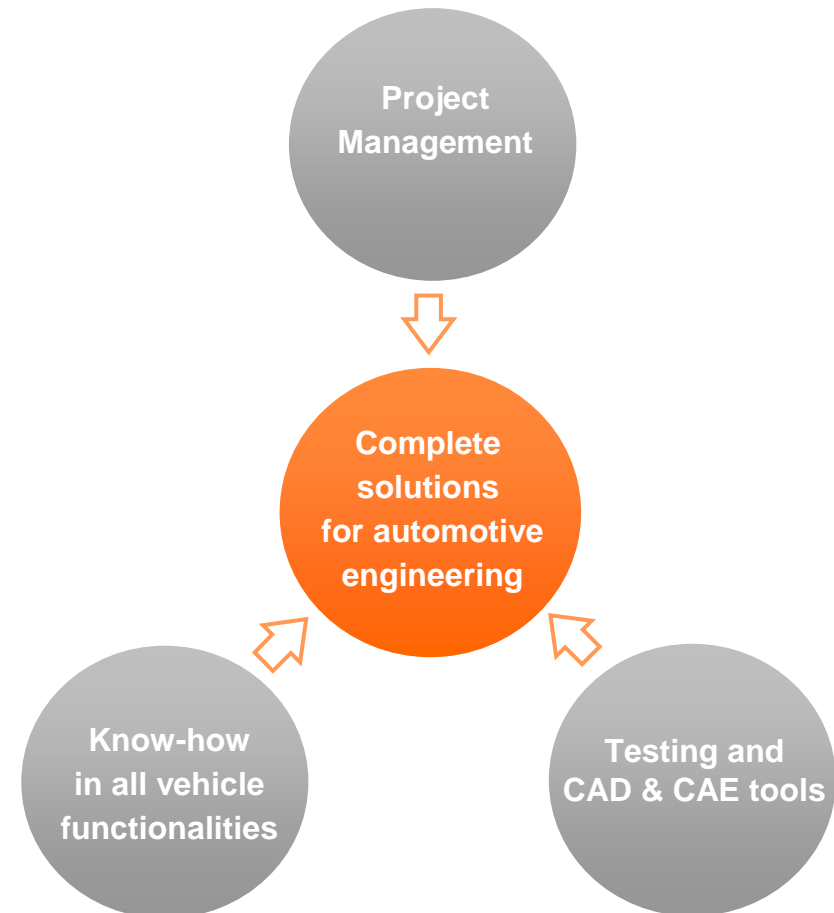 Project
Management
Complete
solutions
for automotive
engineering
Know-how
in all vehicle
functionalities
Testing and
CAD & CAE tools